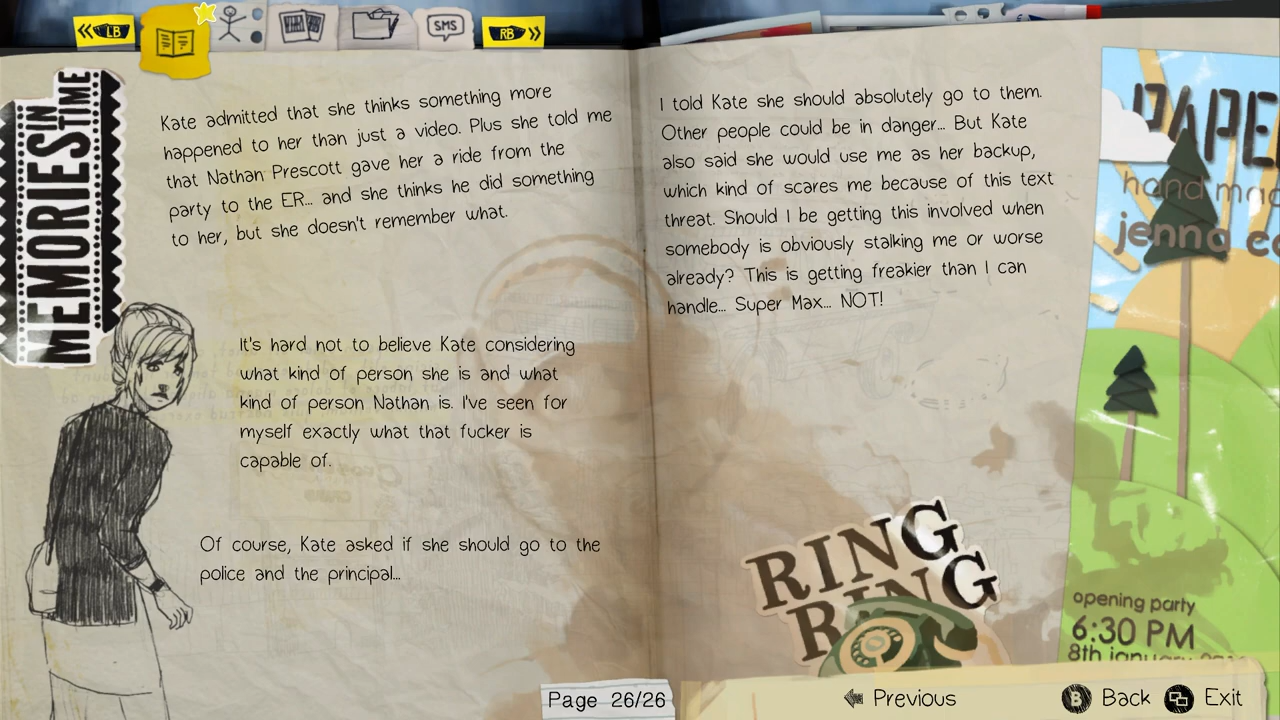 LB
SMS
RB
MEMORIES IN TIME
Kate admitted that she thinks something more
happened to her than just a video. Plus she told me
that Nathan Prescott gave her a ride from the
party to the ER... and she thinks he did something
to her, but she doesn't remember what.
It's hard not to believe Kate considering
what kind of person she is and what
kind of person Nathan is. I've seen for
myself exactly what that fucker is
capable of.
Of course, Kate asked if she should go to the
police and the principal...
I told Kate she should absolutely go to them.
Other people could be in danger... But Kate
also said she would use me as her backup,
which kind of scares me because of this text
threat. Should I be getting this involved when
somebody is obviously stalking me or worse
already? This is getting freakier than I can
handle... Super Max... NOT!
RING
RING
PAPE
hand mad
jenna
opening party
6:30 PM
8th january
Page 26/26
Previous
B Back
Exit